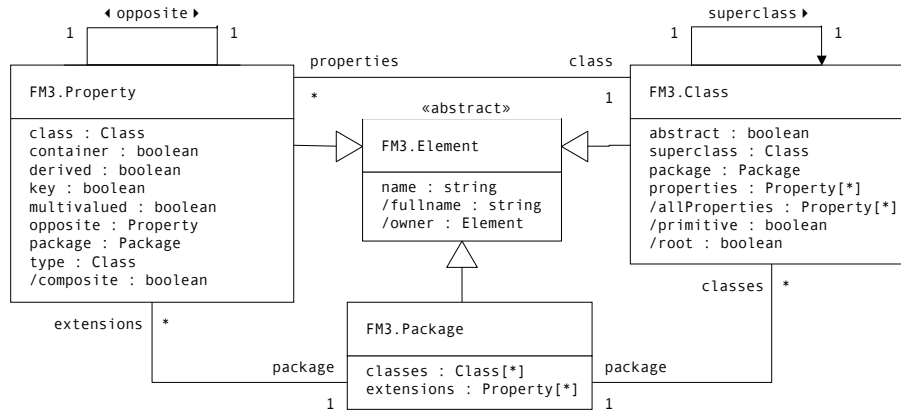 ◀ opposite ▶
1 1
superclass ▶
1 1
properties class
* 1
FM3.Property
class : Class
container : boolean
derived : boolean
key : boolean
multivalued : boolean
opposite : Property
package : Package
type : Class
/composite : boolean
«abstract»
FM3.Element
name : string
/fullname : string
/owner : Element
FM3.Class
abstract : boolean
superclass : Class
package : Package
properties : Property[*]
/allProperties : Property[*]
/primitive : boolean
/root : boolean
extensions *
classes *
FM3.Package
classes : Class[*]
extensions : Property[*]
package
1
package
1